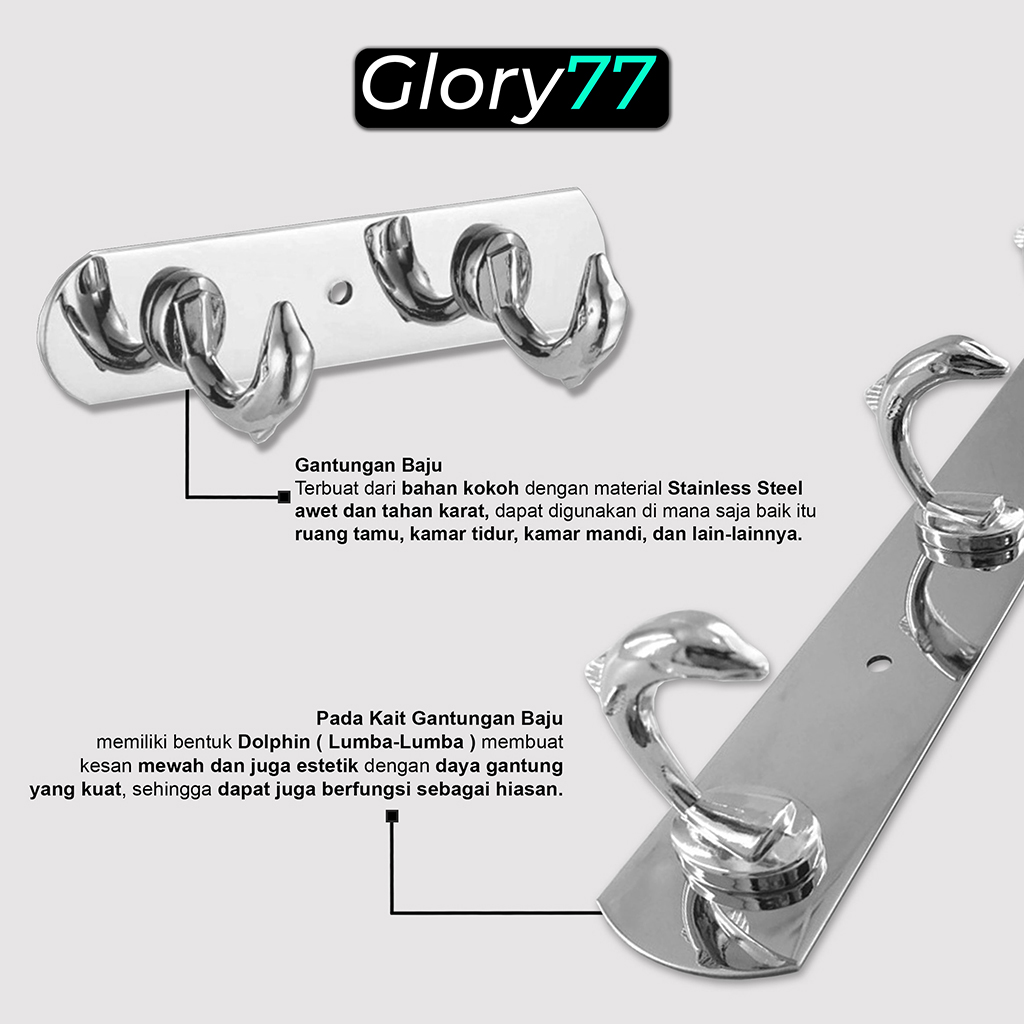 Glory77
Gantungan Baju
Terbuat dari bahan kokoh dengan material Stainless Steel
awet dan tahan karat, dapat digunakan di mana saja baik itu
ruang tamu, kamar tidur, kamar mandi, dan lain-lainnya.
Pada Kait Gantungan Baju
memiliki bentuk Dolphin ( Lumba-Lumba ) membuat
kesan mewah dan juga estetik dengan daya gantung
yang kuat, sehingga dapat juga berfungsi sebagai hiasan.